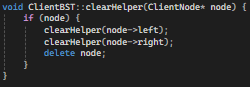 void ClientBST::clearHelper(ClientNode* node) {
    if (node) {
        clearHelper(node->left);
        clearHelper(node->right);
        delete node;
    }
}